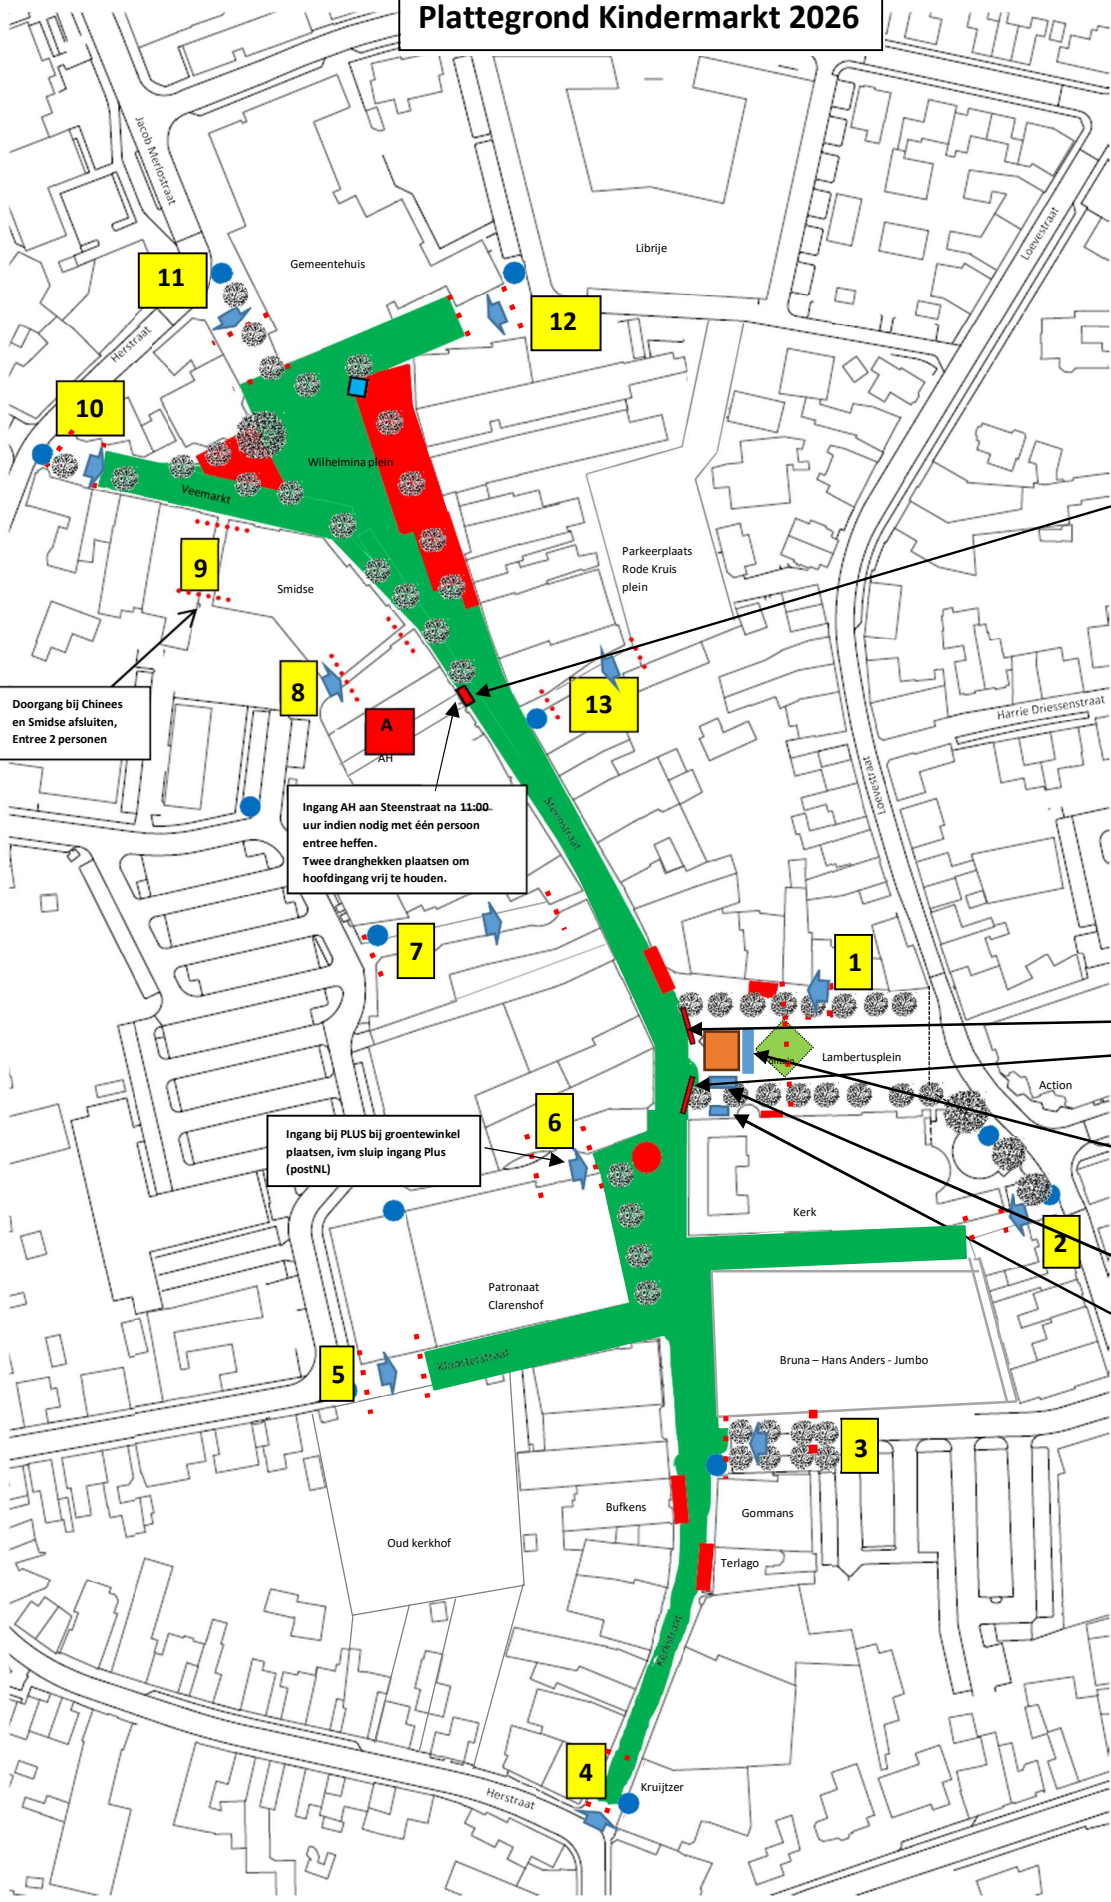 Plattegrond Kindermarkt 2026
Jacob Merlostraat
Loevestraat
Librije
Gemeentehuis
11
12
Herstraat
10
Wilhelmina plein
Veemarkt
9
Smidse
Parkeerplaats
Rode Kruis
plein
8
13
Harrie Driessenstraat
Doorgang bij Chinees
en Smidse afsluiten,
Entree 2 personen
A
AH
Loevestraat
Ingang AH aan Steenstraat na 11:00
uur indien nodig met één persoon
entree heffen.
Twee dranghekken plaatsen om
hoofdingang vrij te houden.
Steenstraat
7
1
Lambertusplein
Action
6
Ingang bij PLUS bij groentewinkel
plaatsen, ivm sluip ingang Plus
(postNL)
Kerk
2
Patronaat
Clarenshof
Kloosterstraat
5
Bruna – Hans Anders - Jumbo
3
Bufkens
Gommans
Oud kerkhof
Terlago
Kerkstraat
4
Kruijtzer
Herstraat